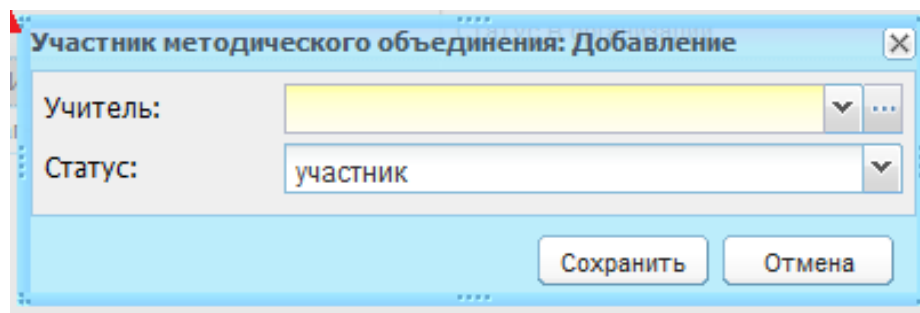 Участник методического объединения: Добавление
Учитель:
Статус: участник
Сохранить Отмена